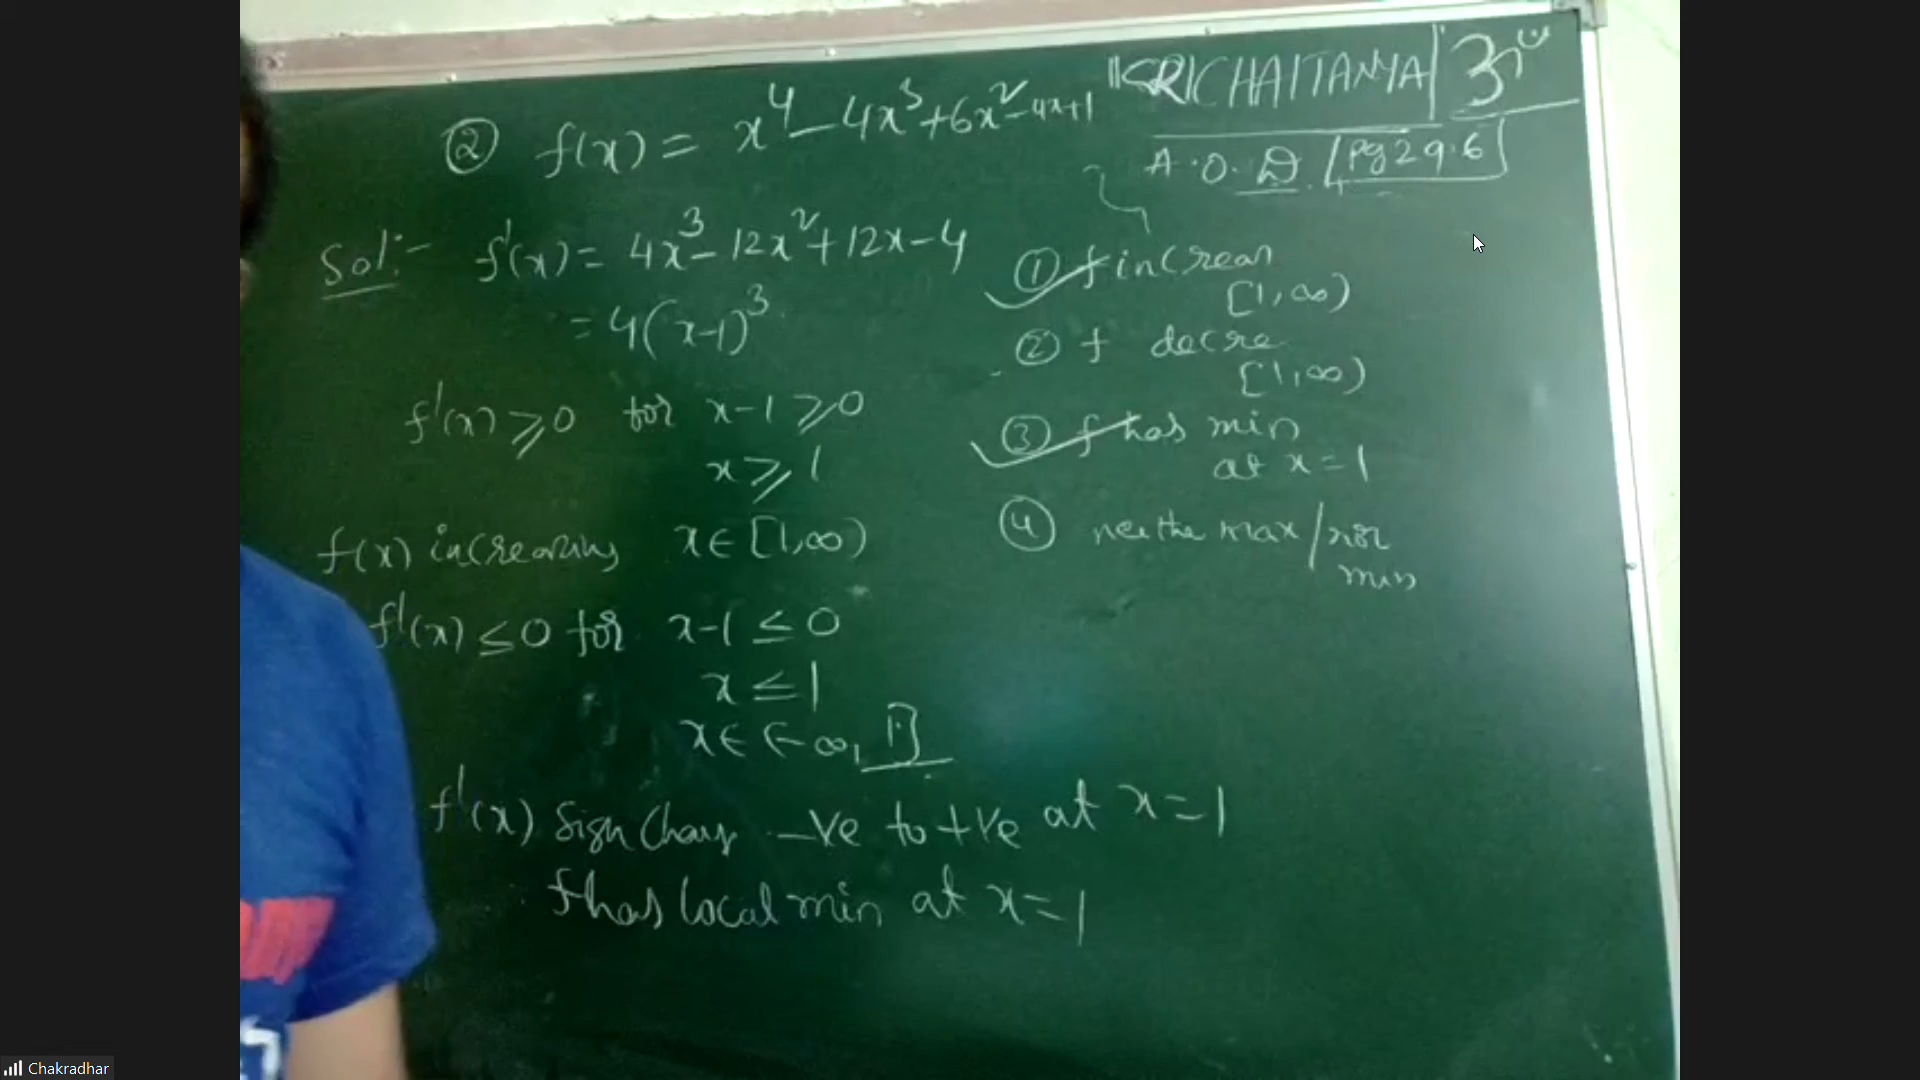 ② f(x) = x⁴ - 4x³ + 6x² - 4x + 1
SRICHAITANYA
A.O.D. pg 29.6
Sol:- f'(x) = 4x³ - 12x² + 12x - 4
= 4(x-1)³
f'(x) ⩾ 0 for x-1 ⩾ 0
x ⩾ 1
f(x) increasing x ∈ [1,∞)
f'(x) ≤ 0 for x-1 ≤ 0
x ≤ 1
x ∈ (-∞, 1]
f'(x) Sign Chang -ve to +ve at x = 1
f has local min at x = 1
① f increas
[1,∞)
② f decre
[1,∞)
③ f has min
at x = 1
④ neithe max/nor
min
Chakradhar